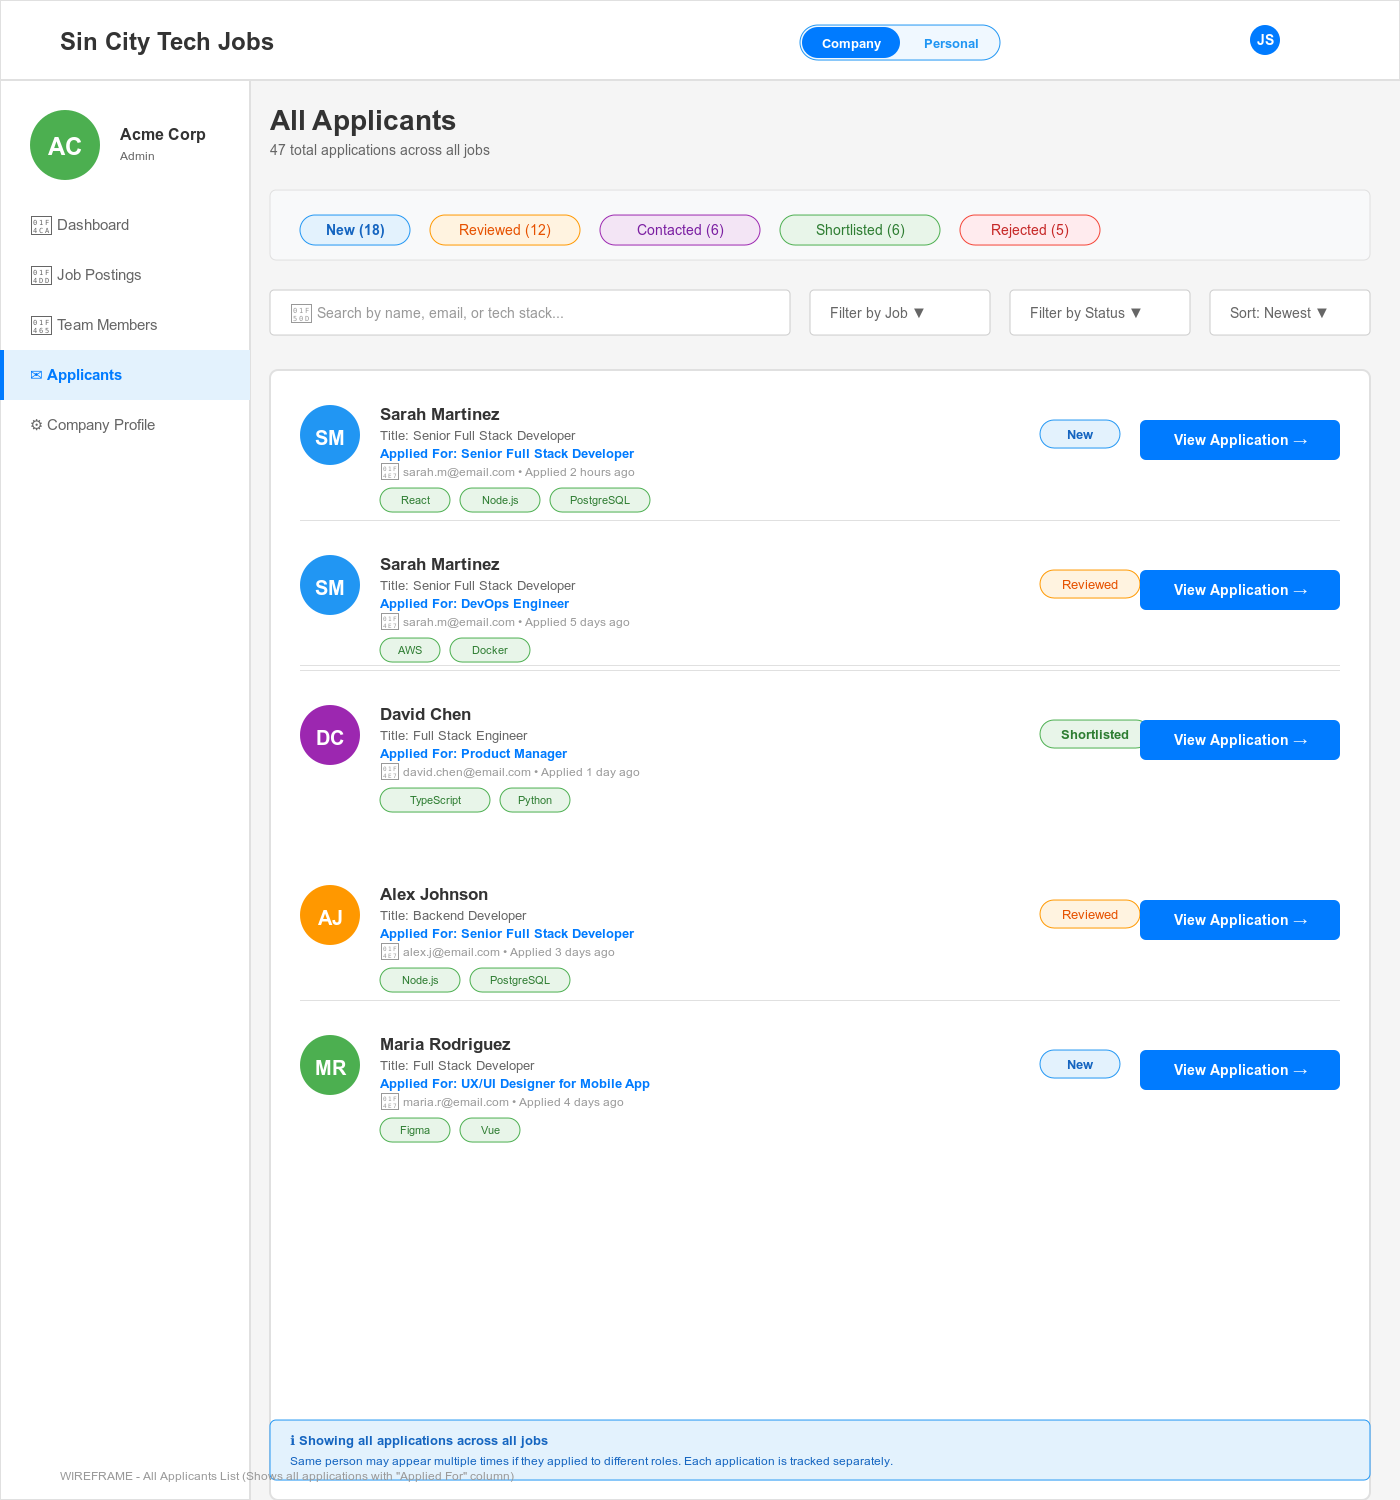 Sin City Tech Jobs
Company
Personal
JS
AC
Acme Corp
Admin
Dashboard
Job Postings
Team Members
✉ Applicants
⚙ Company Profile
All Applicants
47 total applications across all jobs
New (18)
Reviewed (12)
Contacted (6)
Shortlisted (6)
Rejected (5)
Search by name, email, or tech stack...
Filter by Job ▼
Filter by Status ▼
Sort: Newest ▼
SM
Sarah Martinez
Title: Senior Full Stack Developer
Applied For: Senior Full Stack Developer
sarah.m@email.com • Applied 2 hours ago
React
Node.js
PostgreSQL
New
View Application →
SM
Sarah Martinez
Title: Senior Full Stack Developer
Applied For: DevOps Engineer
sarah.m@email.com • Applied 5 days ago
AWS
Docker
Reviewed
View Application →
DC
David Chen
Title: Full Stack Engineer
Applied For: Product Manager
david.chen@email.com • Applied 1 day ago
TypeScript
Python
Shortlisted
View Application →
AJ
Alex Johnson
Title: Backend Developer
Applied For: Senior Full Stack Developer
alex.j@email.com • Applied 3 days ago
Node.js
PostgreSQL
Reviewed
View Application →
MR
Maria Rodriguez
Title: Full Stack Developer
Applied For: UX/UI Designer for Mobile App
maria.r@email.com • Applied 4 days ago
Figma
Vue
New
View Application →
ℹ Showing all applications across all jobs
Same person may appear multiple times if they applied to different roles. Each application is tracked separately.
WIREFRAME - All Applicants List (Shows all applications with "Applied For" column)